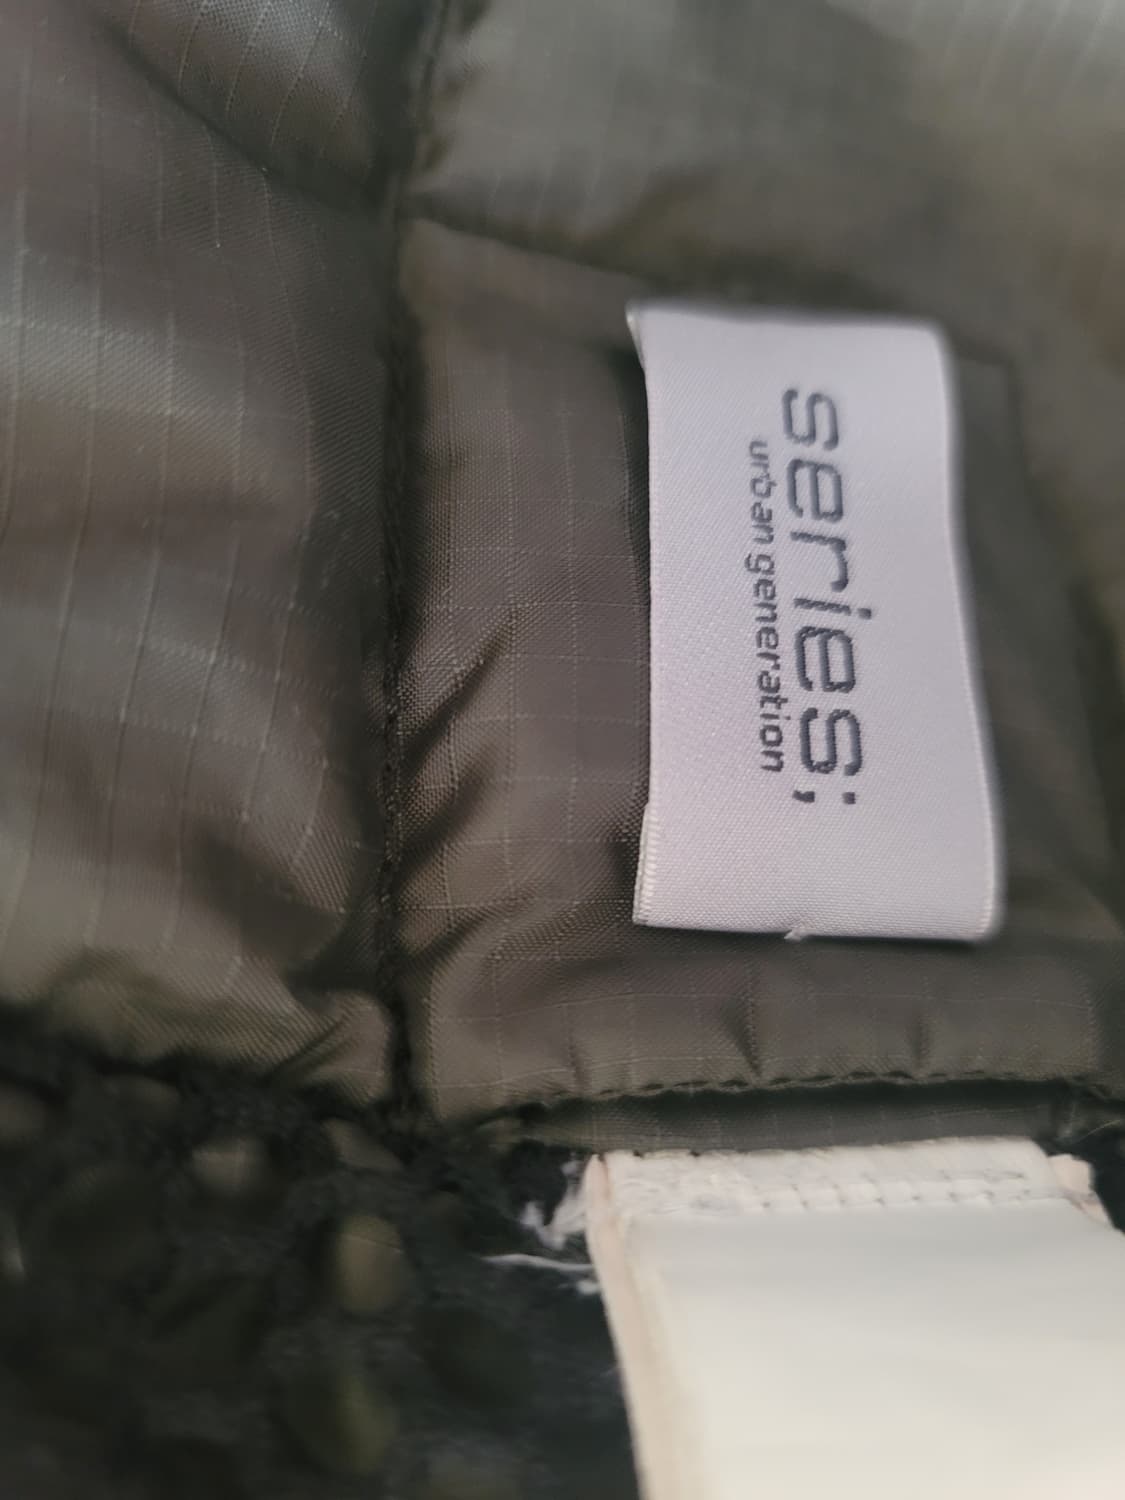 series;
urban generation